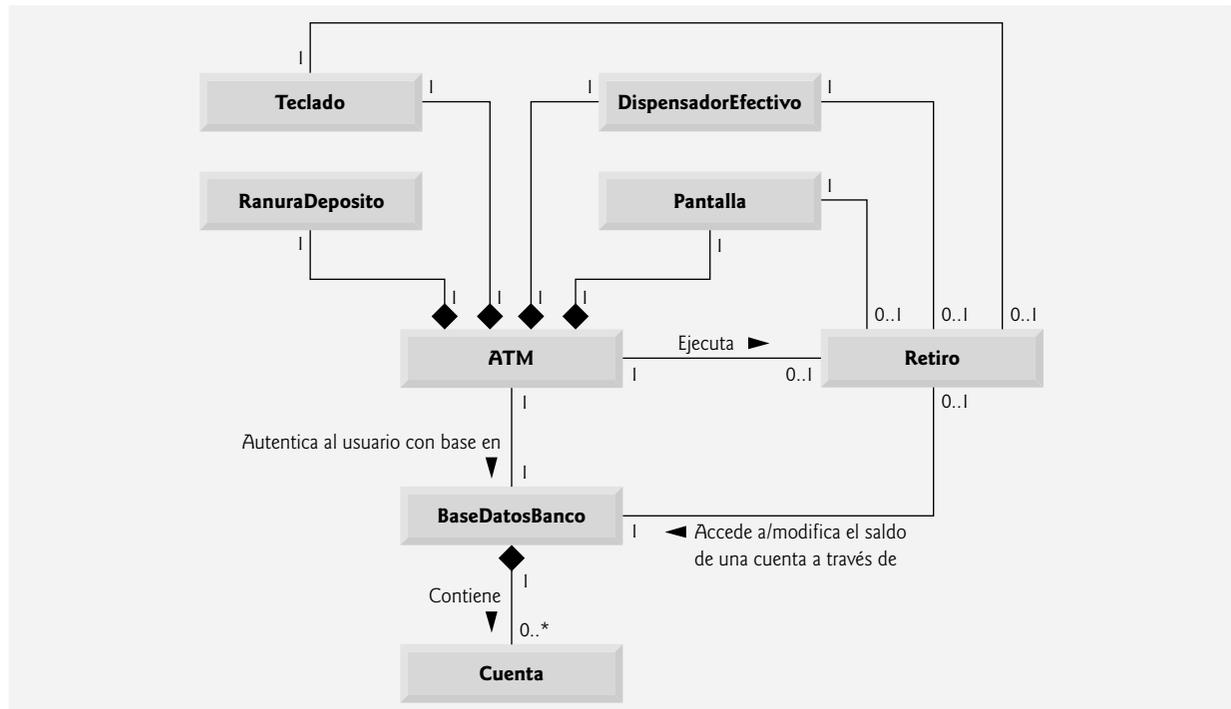 1
Teclado
1
1
DispensadorEfectivo
1
RanuraDeposito
Pantalla
1
1
1
1
1
1
1
0..1
0..1
0..1
ATM
Ejecuta
1
0..1
Retiro
1
0..1
Autentica al usuario con base en
1
BaseDatosBanco
1
Accede a/modifica el saldo
de una cuenta a través de
1
Contiene
0..*
Cuenta